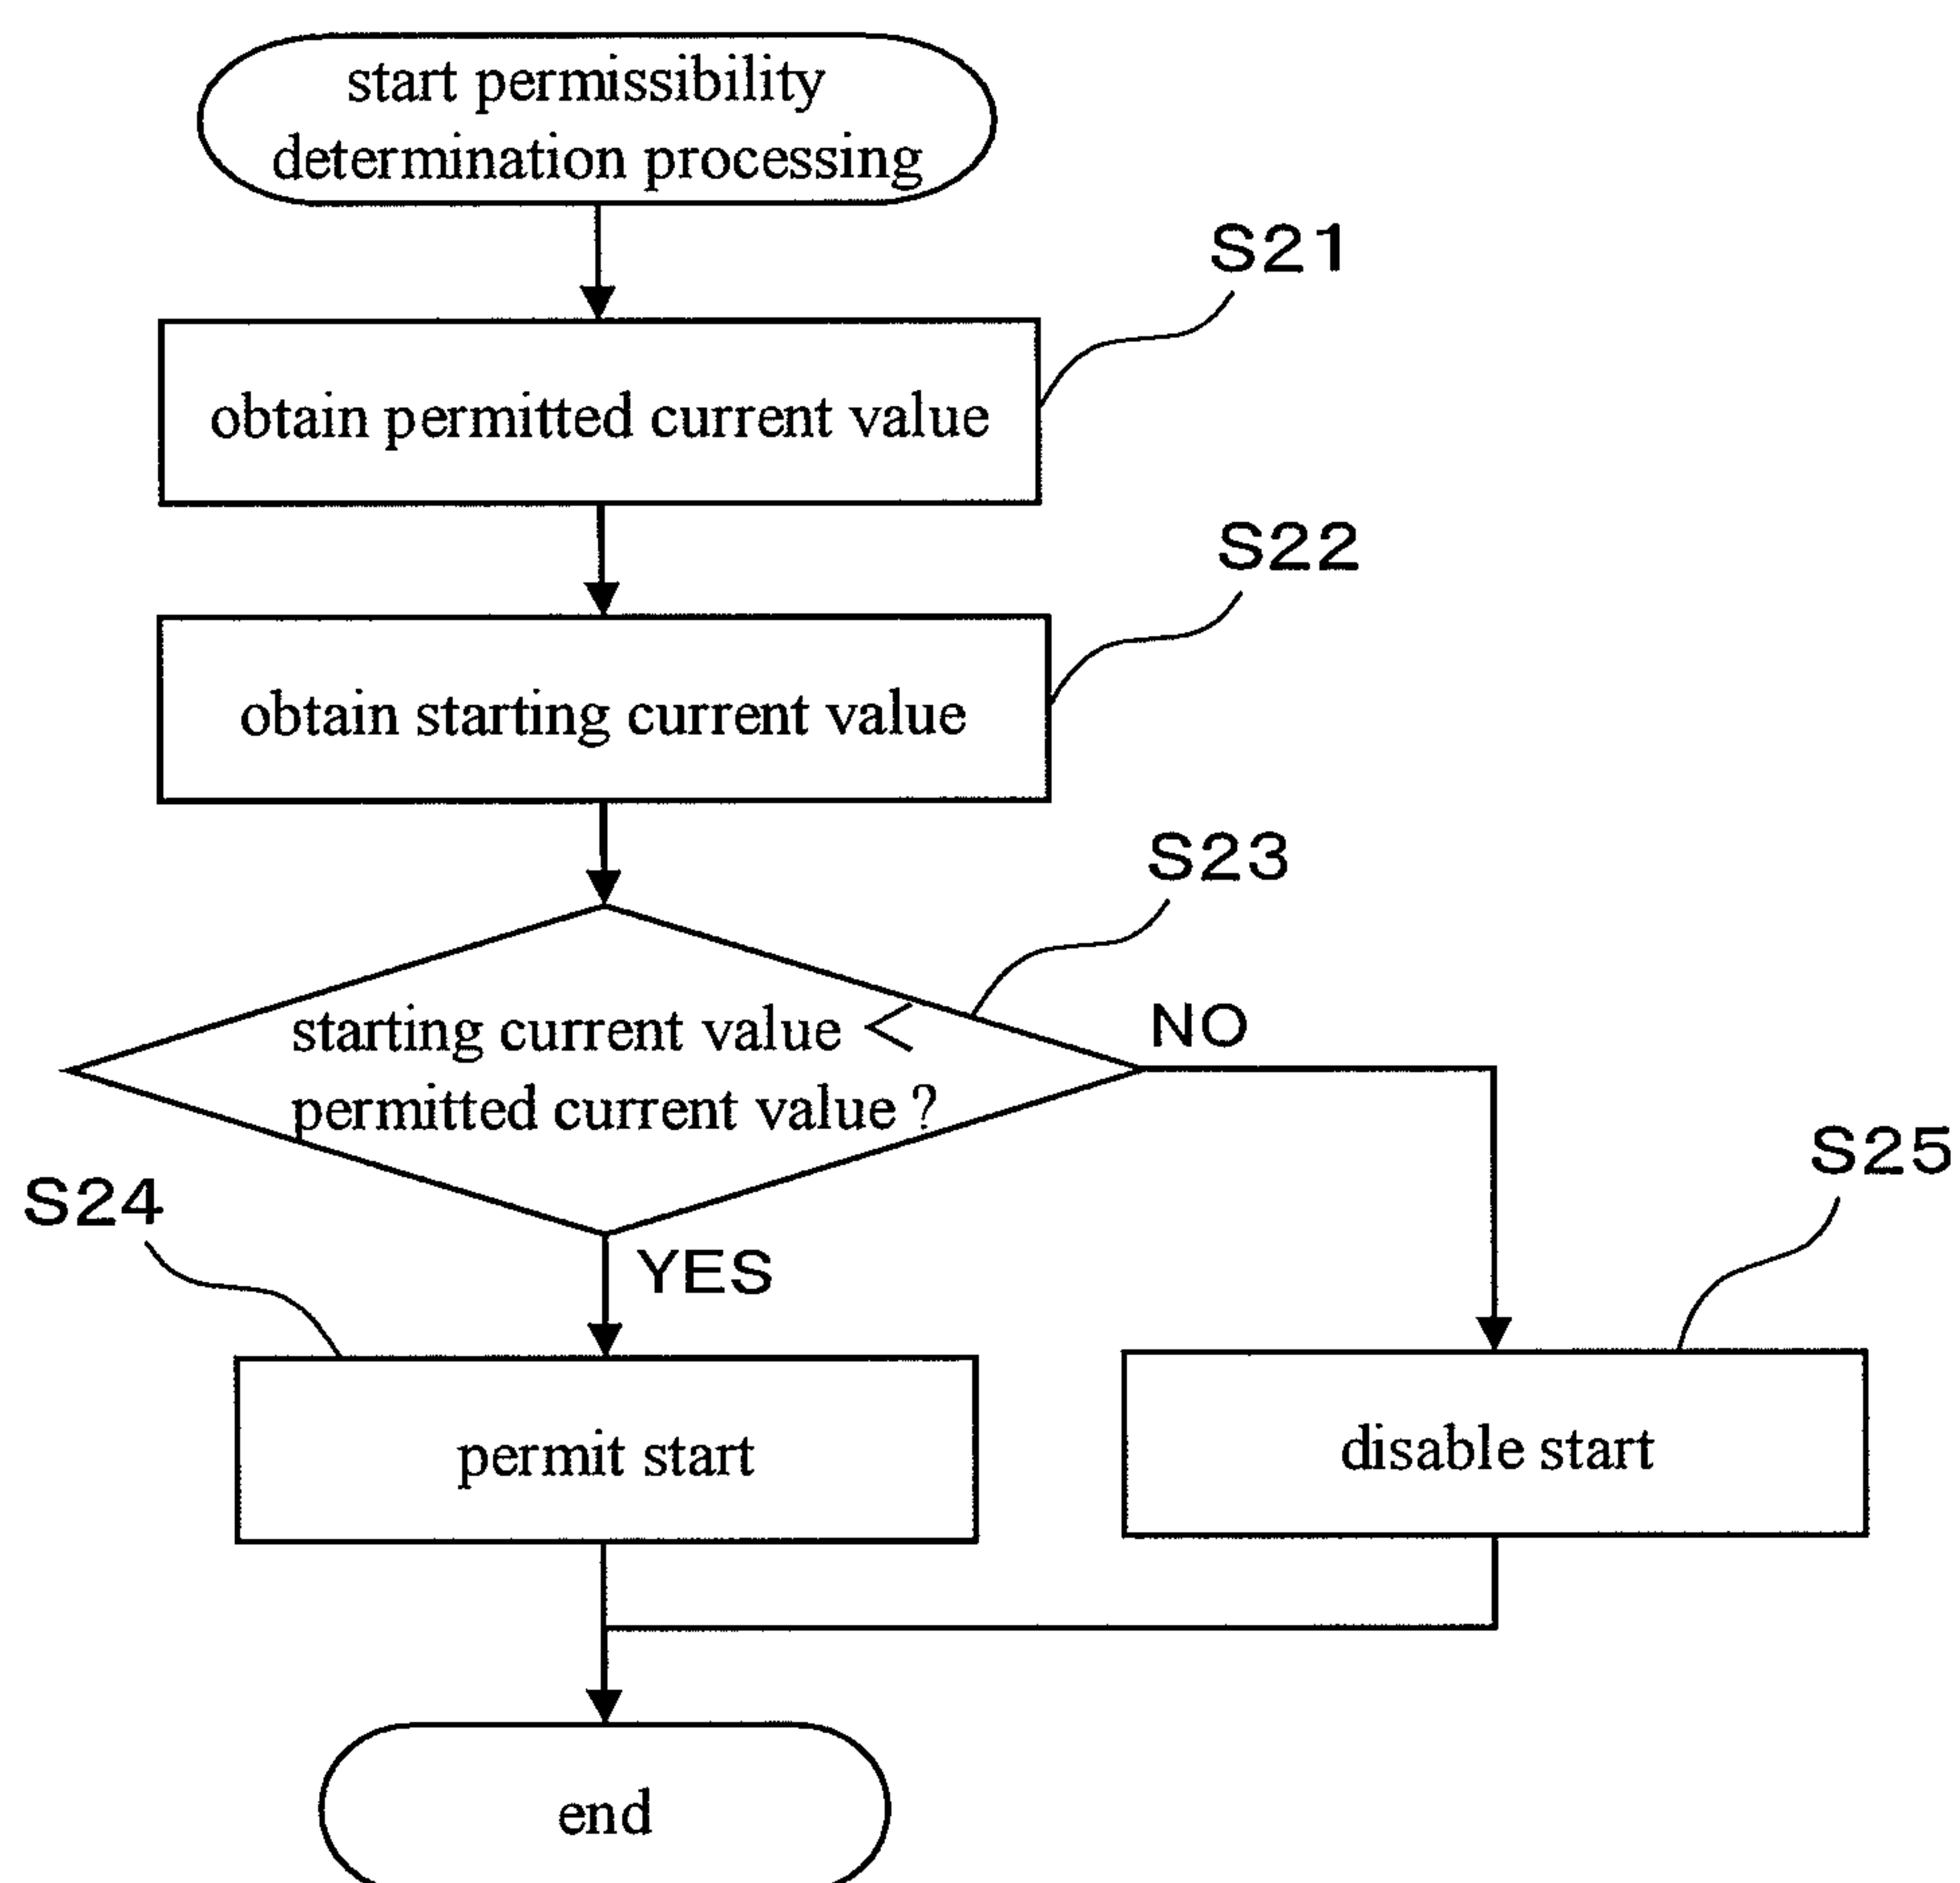 start permissibility
determination processing
S21
obtain permitted current value
S22
obtain starting current value
S23
starting current value <
permitted current value ?
NO
S25
S24
YES
permit start
disable start
end